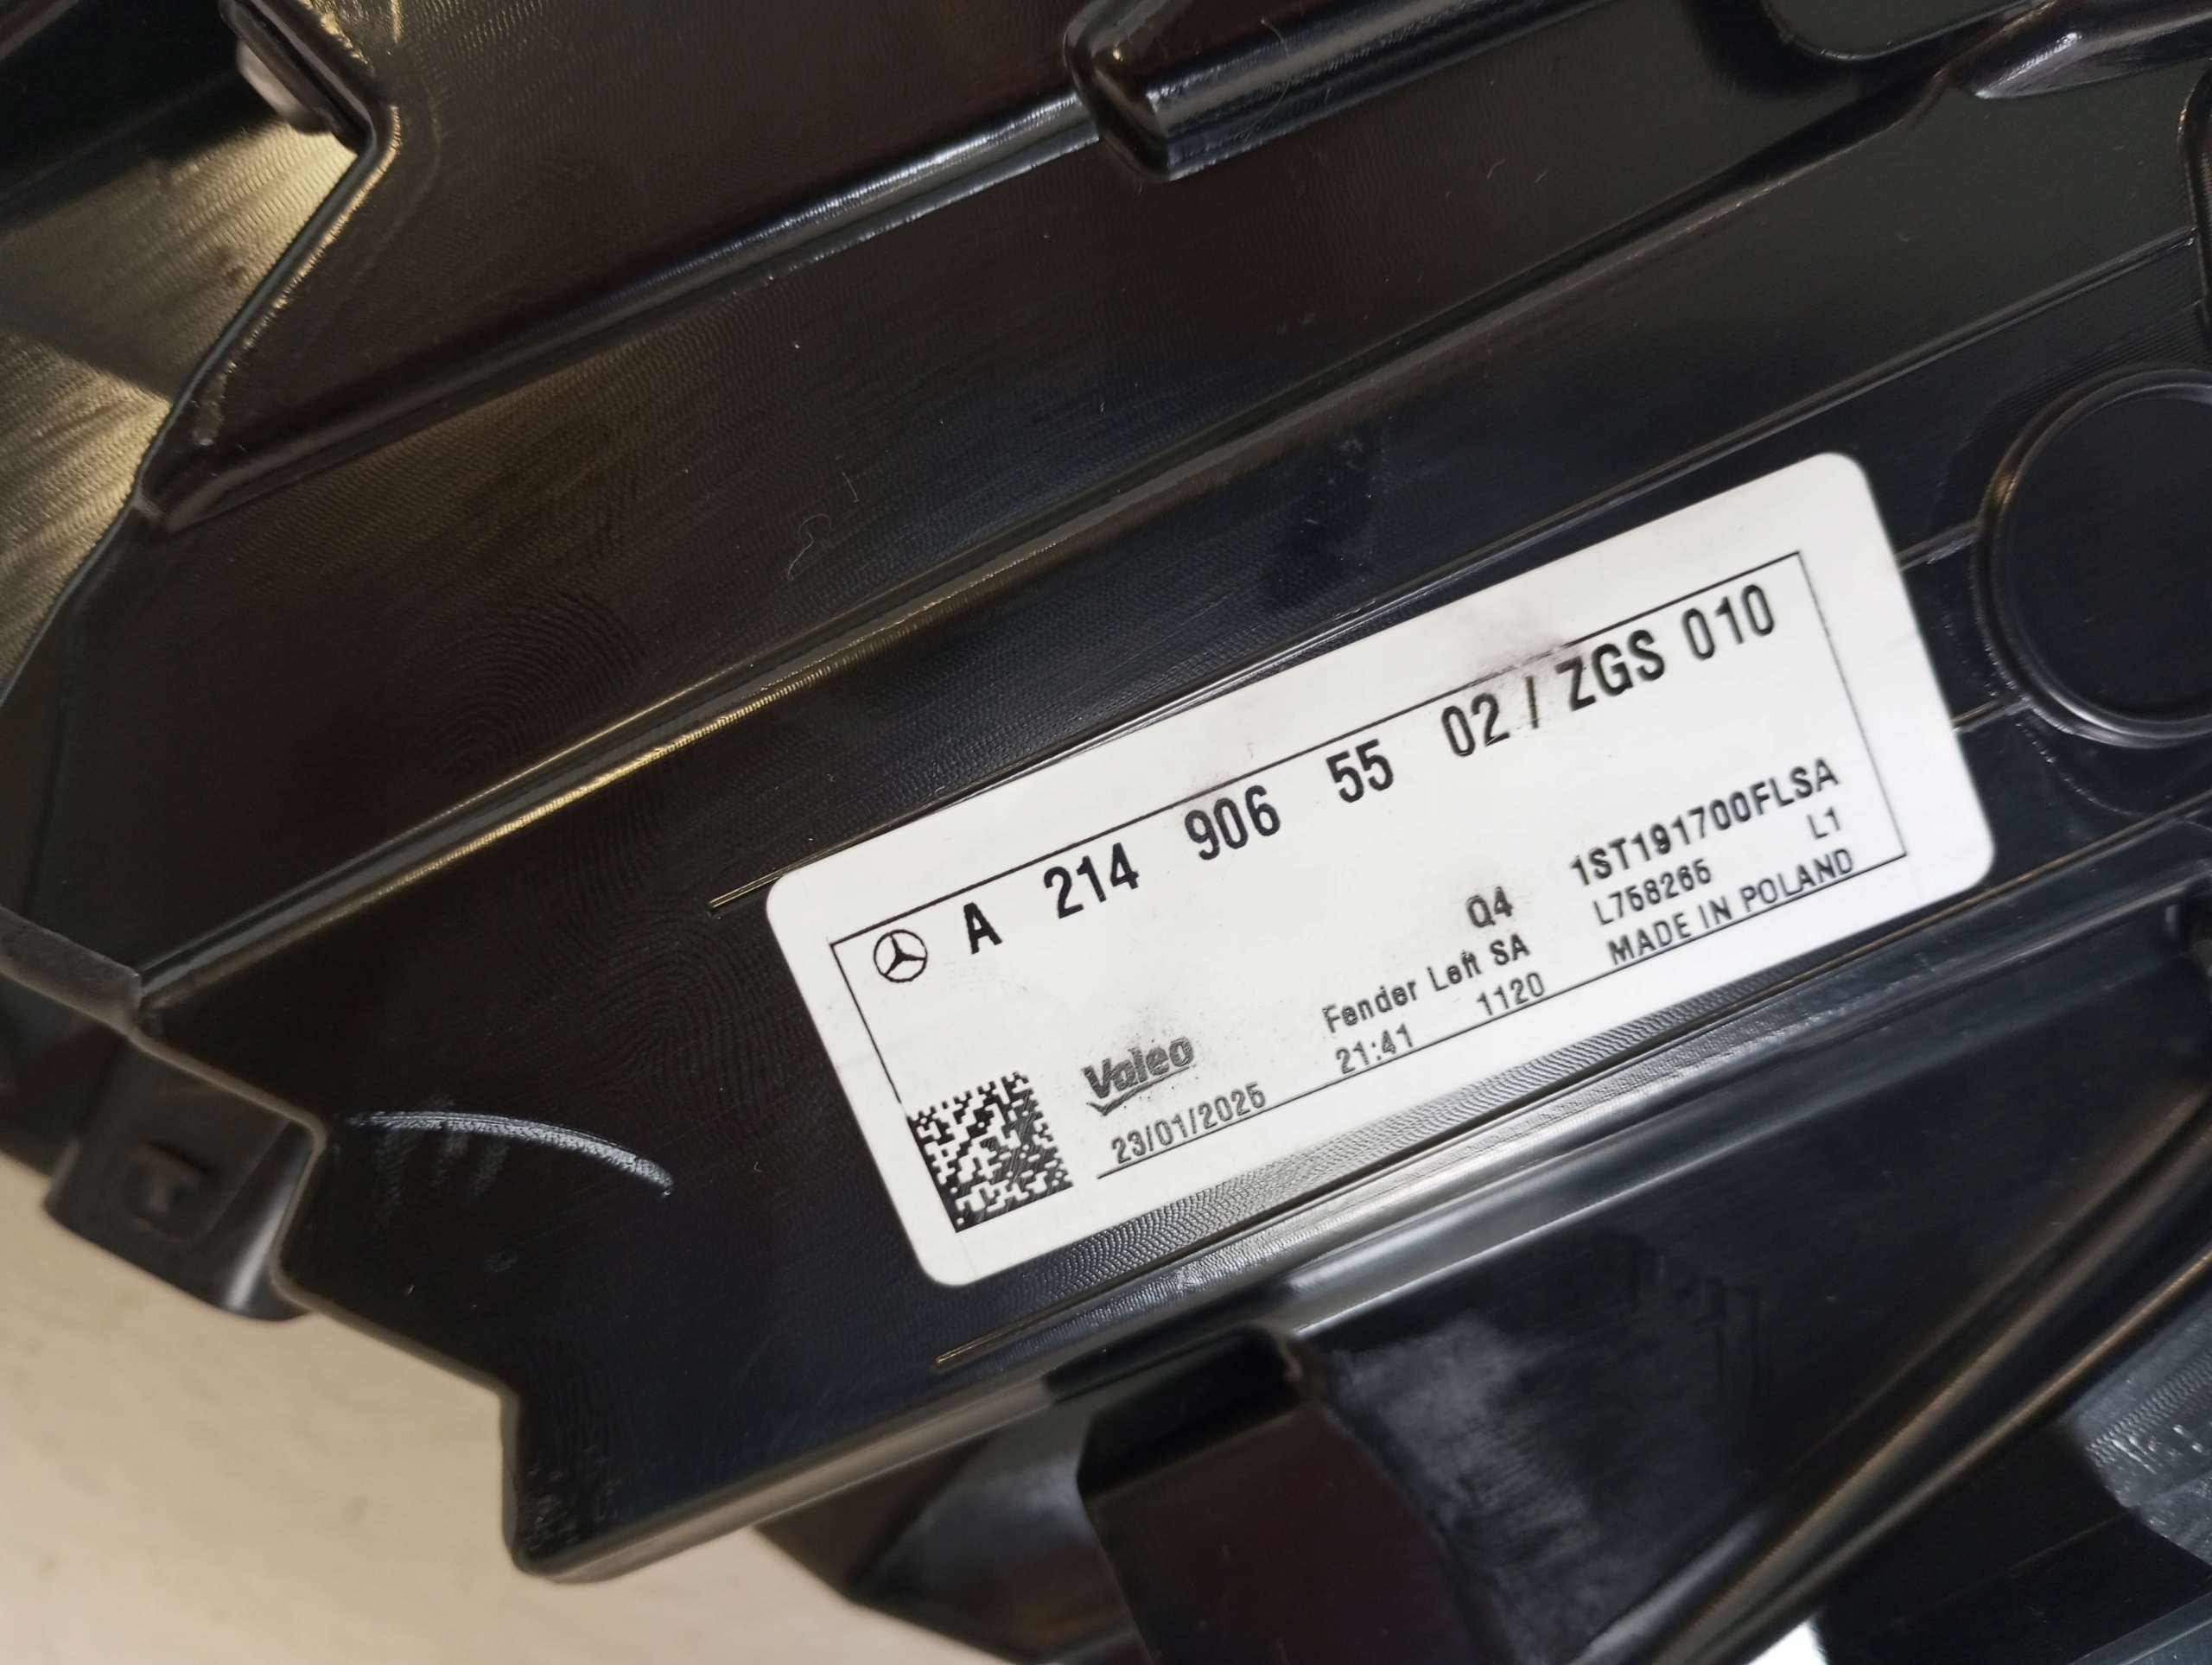 A 214 906 55 02 / ZGS 010
Q4 1ST191700FLSA
Valeo Fender Left SA L758265 L1
23/01/2025 21:41 1120 MADE IN POLAND